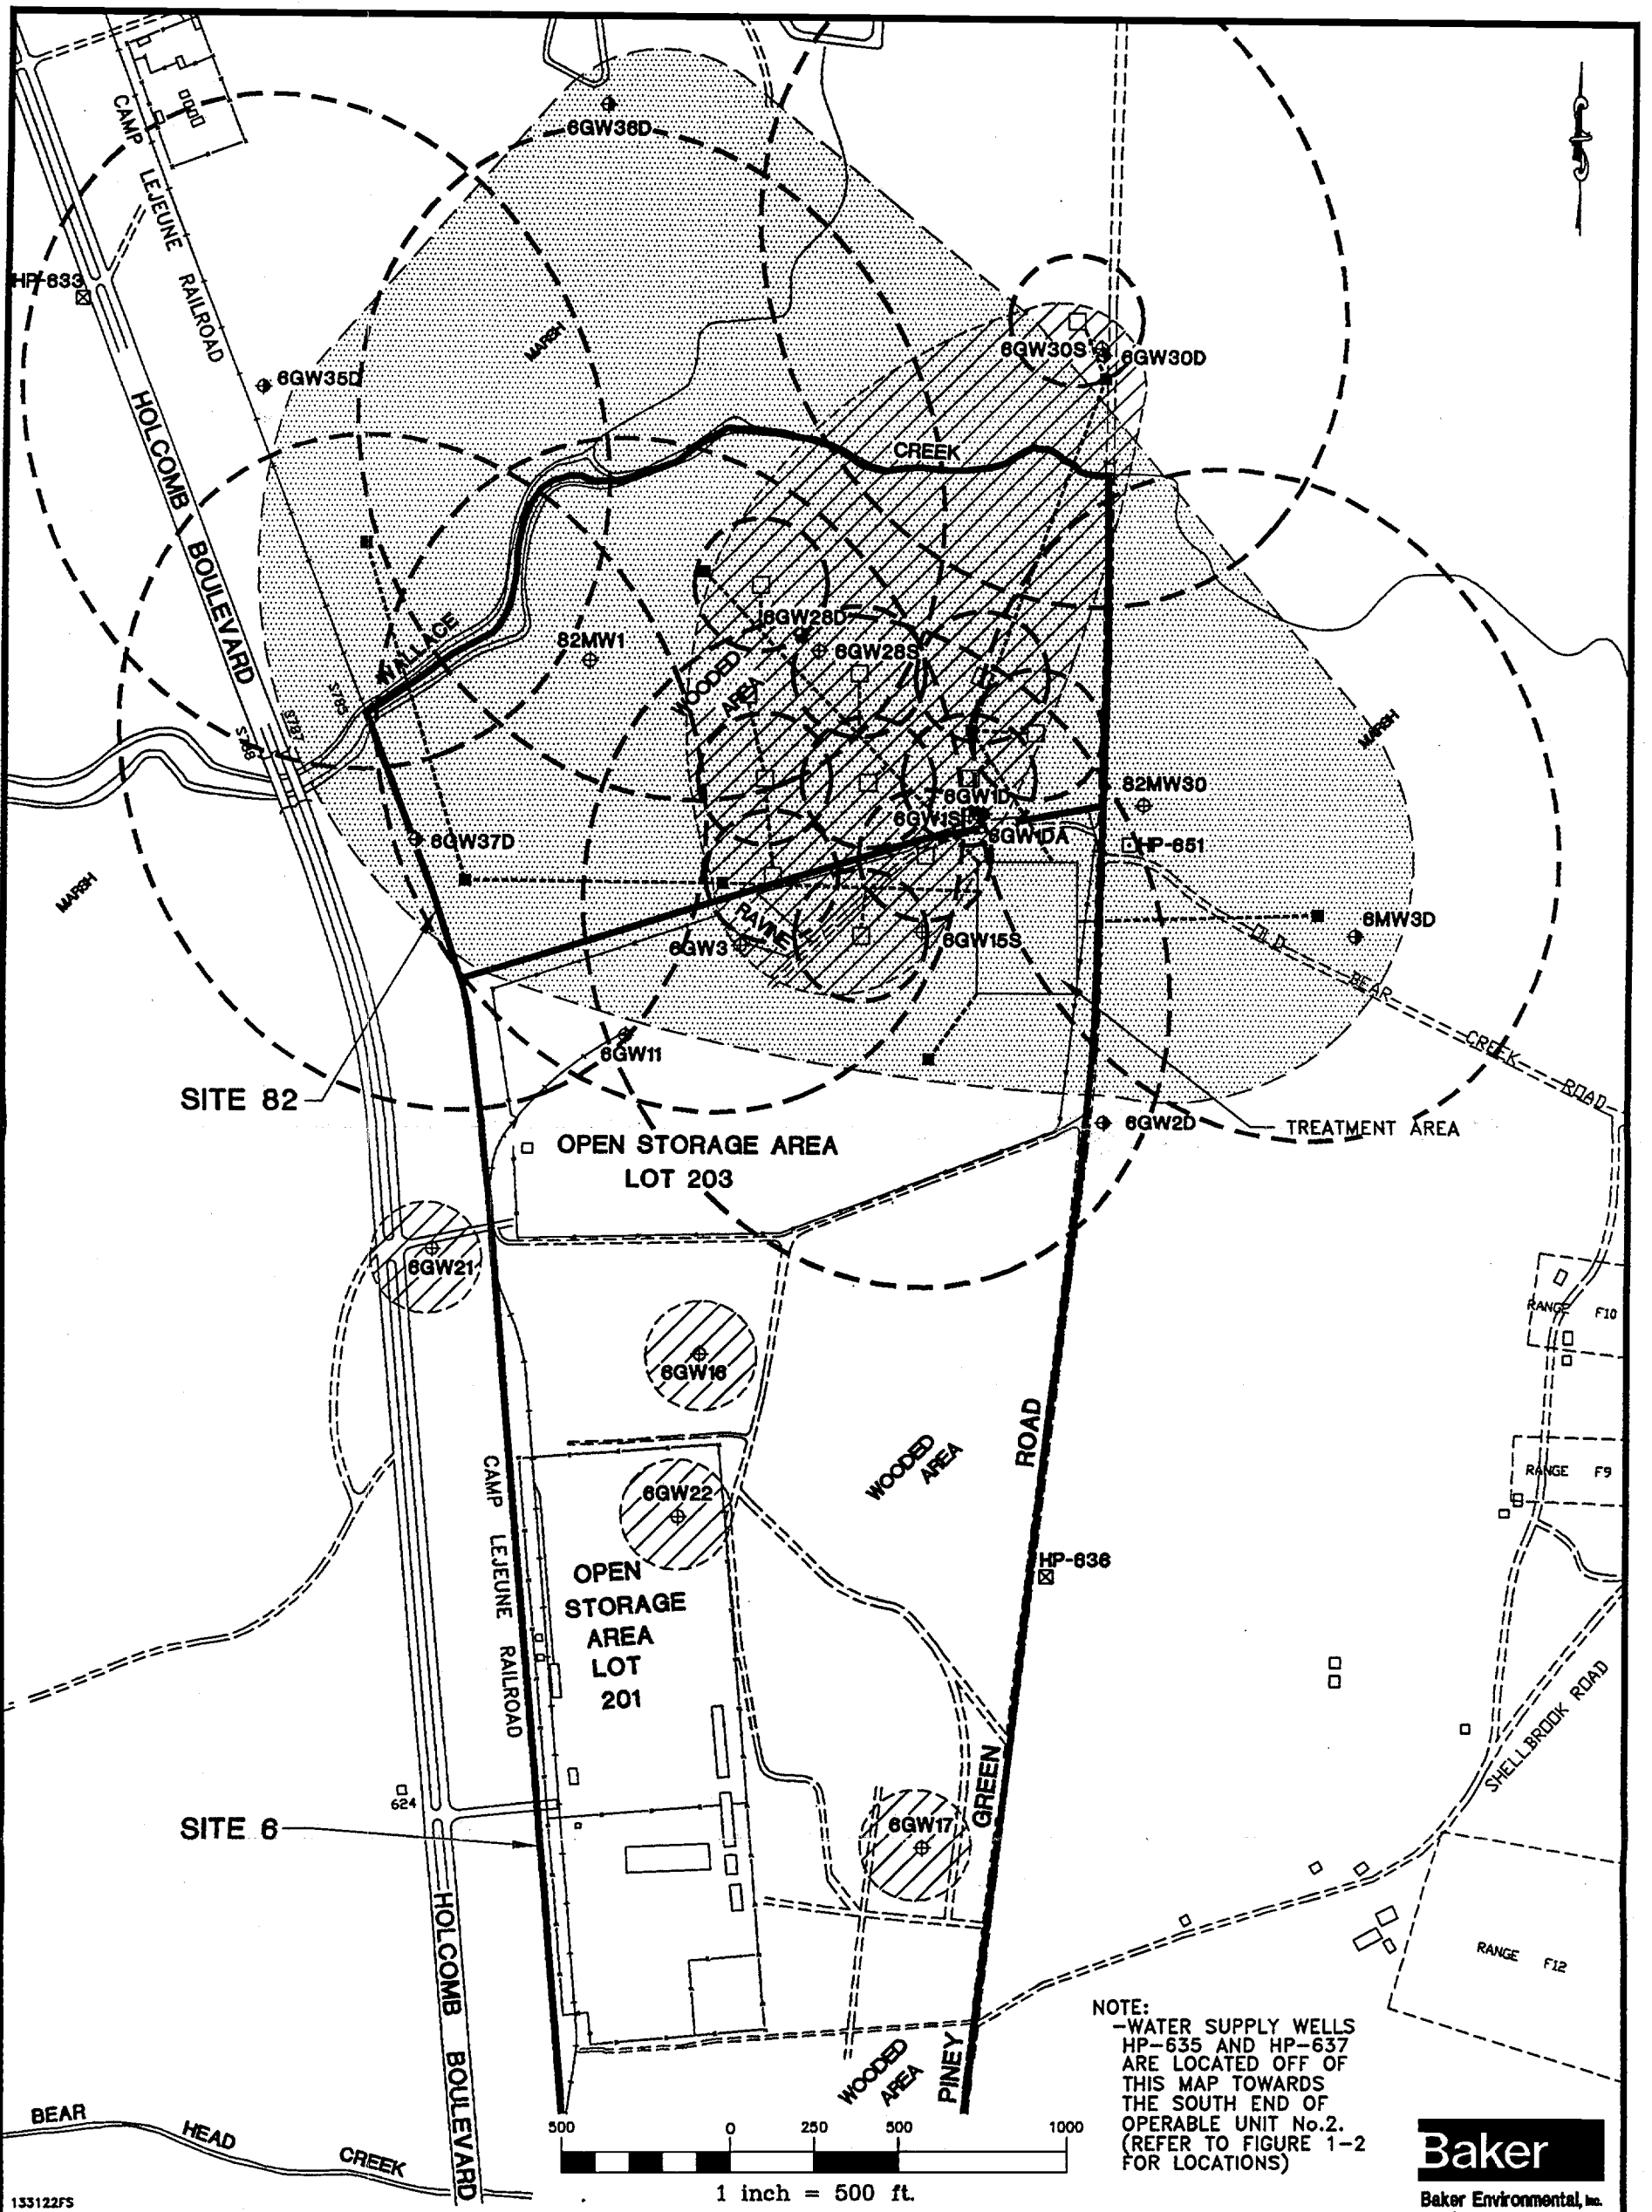 6GW36D
CAMP LEJEUNE RAILROAD
HP-633
MARSH
6GW30S
6GW30D
6GW35D
HOLCOMB BOULEVARD
CREEK
6GW28D
WALLACE
82MW1
6GW28S
WOODED
AREA
S785
S787
MARSH
82MW30
6GW1D
6GW1S
6GW1DA
6GW37D
HP-651
MARSH
RAVINE
6GW3
6GW15S
6MW3D
OLD BEAR CREEK ROAD
6GW11
SITE 82
6GW2D
TREATMENT AREA
OPEN STORAGE AREA
LOT 203
6GW21
RANGE F10
6GW16
WOODED
AREA
RANGE F9
CAMP LEJEUNE RAILROAD
6GW22
HP-636
OPEN
STORAGE
AREA
LOT
201
SHELLBROOK ROAD
624
SITE 6
6GW17
PINEY GREEN ROAD
RANGE F12
HOLCOMB BOULEVARD
WOODED
AREA
NOTE:
-WATER SUPPLY WELLS
HP-635 AND HP-637
ARE LOCATED OFF OF
THIS MAP TOWARDS
THE SOUTH END OF
OPERABLE UNIT No.2.
(REFER TO FIGURE 1-2
FOR LOCATIONS)
BEAR HEAD CREEK
500 0 250 500 1000
1 inch = 500 ft.
Baker
Baker Environmental, Inc.
133122FS